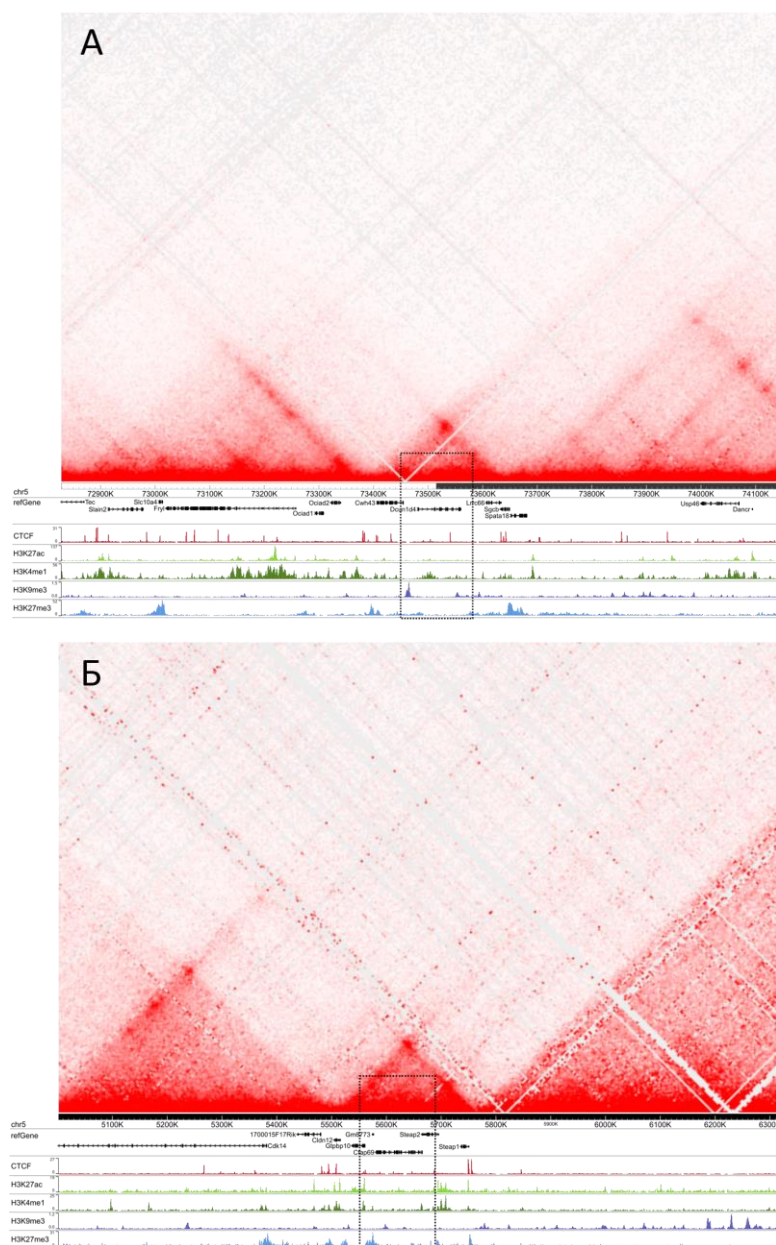 А
chr5
72900K 73000K 73100K 73200K 73300K 73400K 73500K 73600K 73700K 73800K 73900K 74000K 74100K
refGene
Tec Slc10a4 Ociad2 Cwh43 Lrrc66 Usp46
Slain2 Fryl Ociad1 Dcun1d4 Sgcb Dancr
Spata18
CTCF
H3K27ac
H3K4me1
H3K9me3
H3K27me3
Б
5100K 5200K 5300K 5400K 5500K 5600K 5700K 5800K 5900K 6000K 6100K 6200K 6300K
chr5
refGene
1700015F17Rik Gm8773 Steap2
Cldn12
Cdk14 Gtpbp10 Steap1
Cfap69
CTCF
H3K27ac
H3K4me1
H3K9me3
H3K27me3